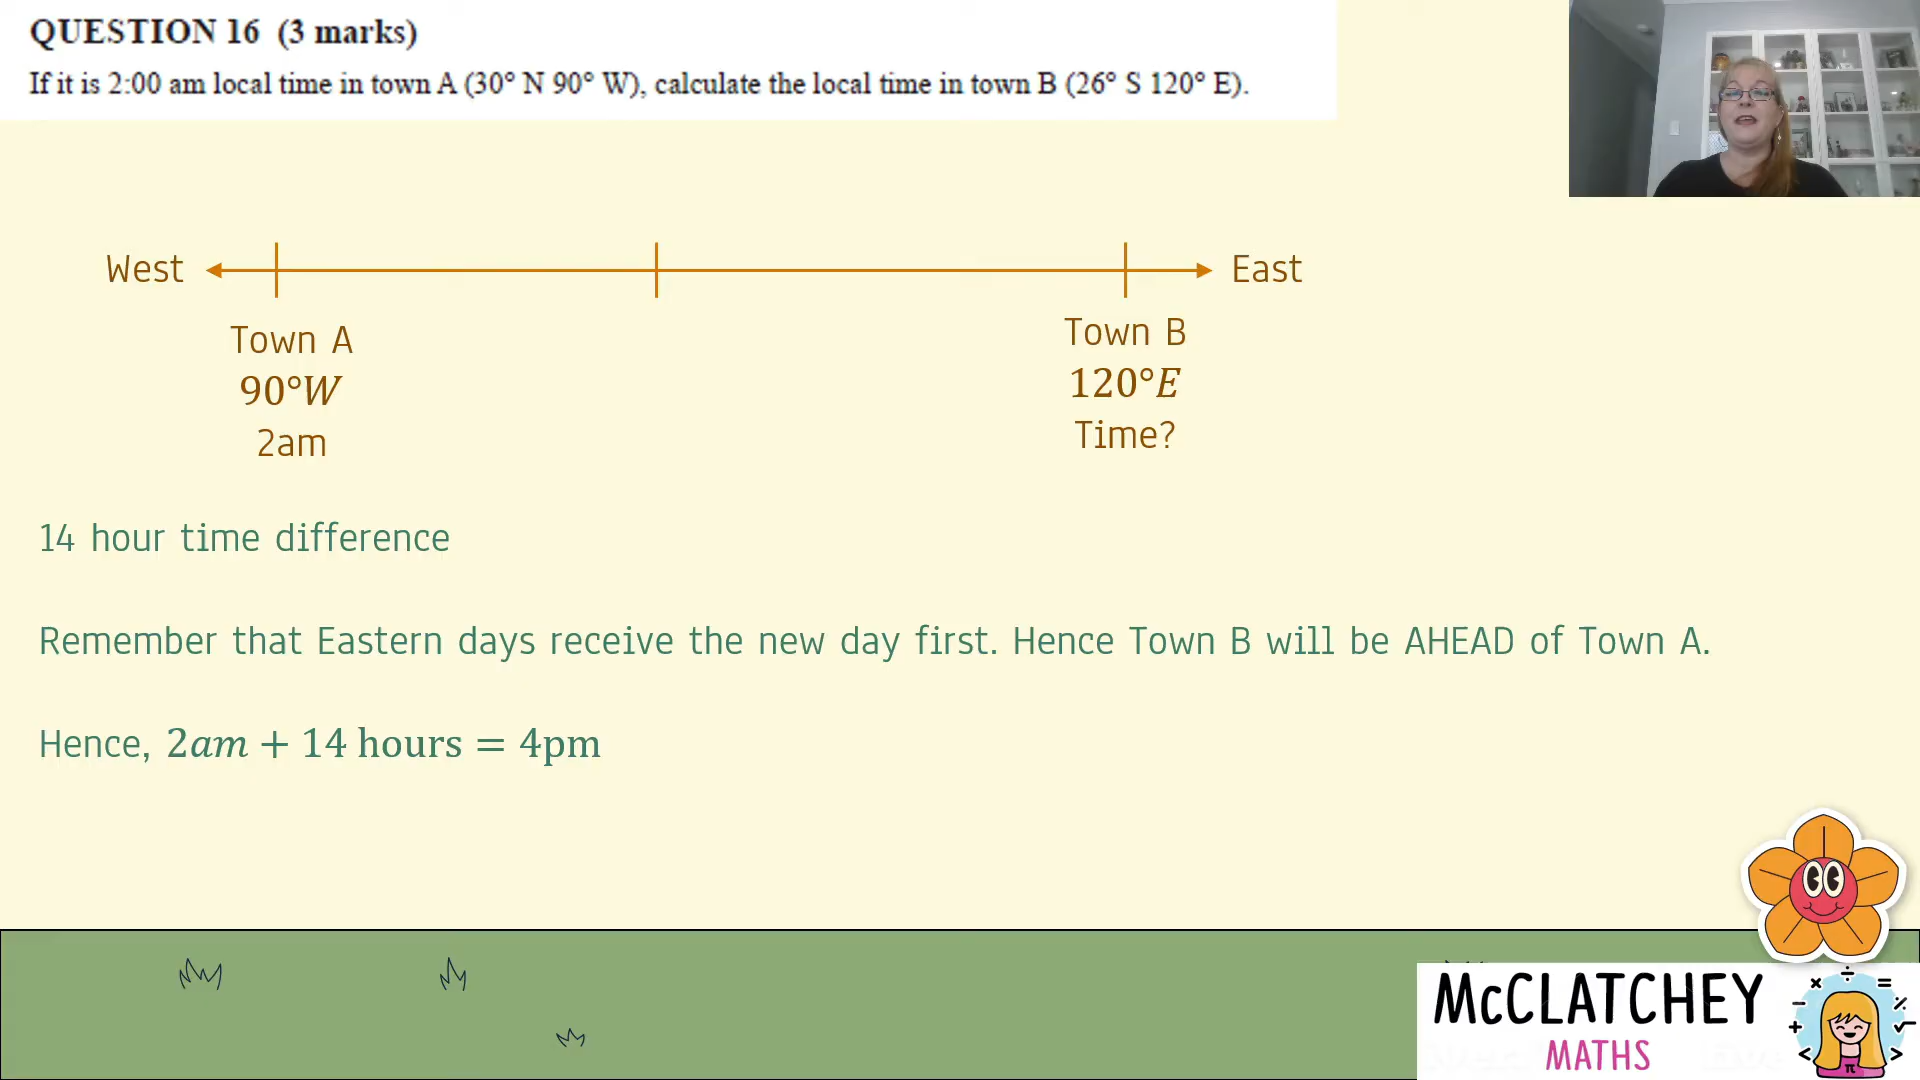 QUESTION 16 (3 marks)
If it is 2:00 am local time in town A (30° N 90° W), calculate the local time in town B (26° S 120° E).
West
East
Town A
90°W
2am
Town B
120°E
Time?
14 hour time difference
Remember that Eastern days receive the new day first. Hence Town B will be AHEAD of Town A.
Hence, 2am + 14 hours = 4pm
McCLATCHEY
MATHS
× ÷ = − % + √ < > π